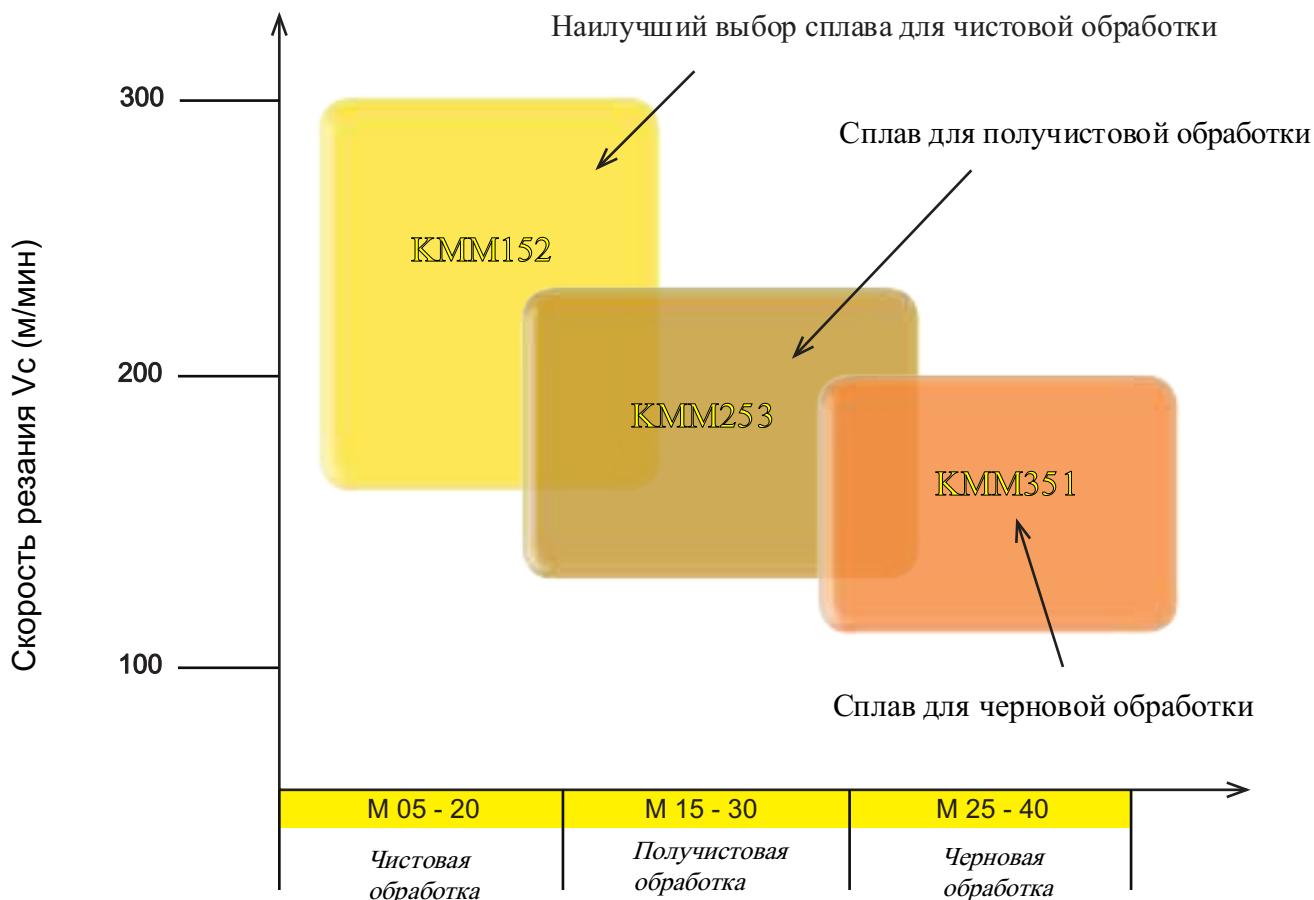 Наилучший выбор сплава для чистовой обработки
300
Сплав для получистовой обработки
KMM152
Скорость резания Vc (м/мин)
200
KMM253
KMM351
100
Сплав для черновой обработки
M 05 - 20
M 15 - 30
M 25 - 40
Чистовая
обработка
Получистовая
обработка
Черновая
обработка